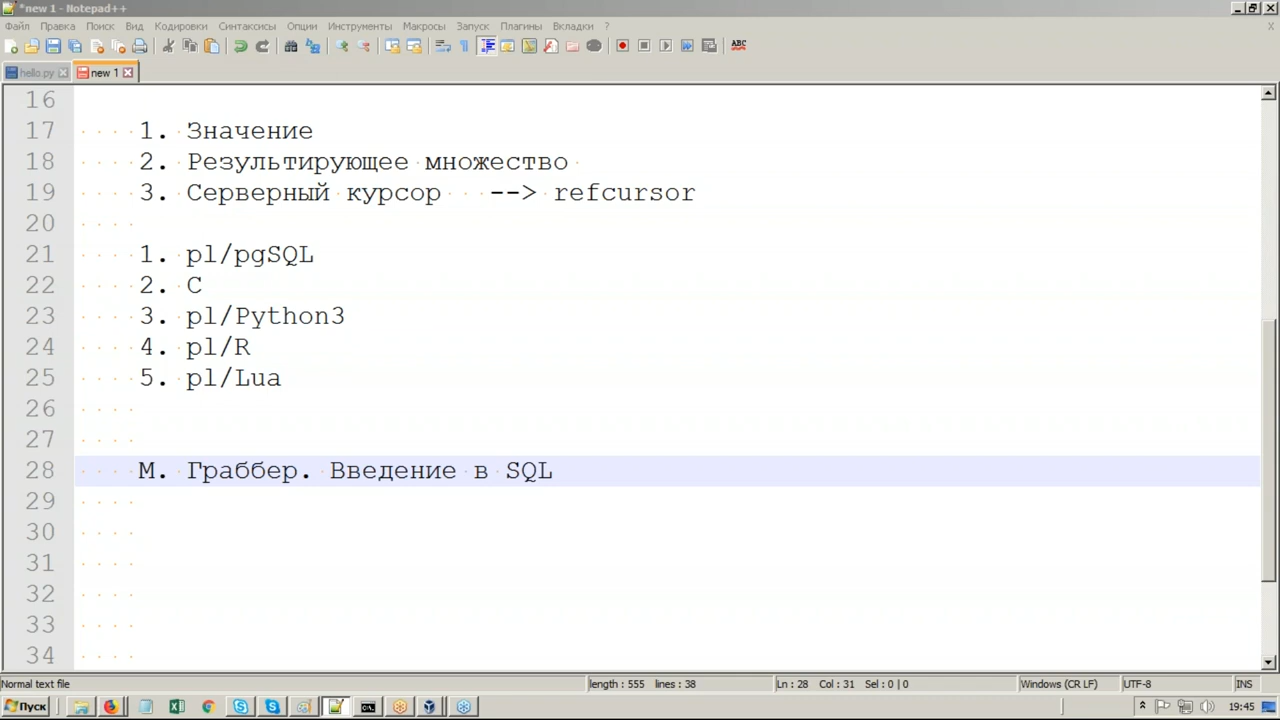 *new 1 - Notepad++
Файл Правка Поиск Вид Кодировки Синтаксисы Опции Инструменты Макросы Запуск Плагины Вкладки ? X
ABC
hello.py new 1
16
17 1. Значение
18 2. Результирующее множество
19 3. Серверный курсор --> refcursor
20
21 1. pl/pgSQL
22 2. C
23 3. pl/Python3
24 4. pl/R
25 5. pl/Lua
26
27
28 М. Граббер. Введение в SQL
29
30
31
32
33
34
Normal text file length : 555 lines : 38 Ln : 28 Col : 31 Sel : 0 | 0 Windows (CR LF) UTF-8 INS
Пуск 19:45